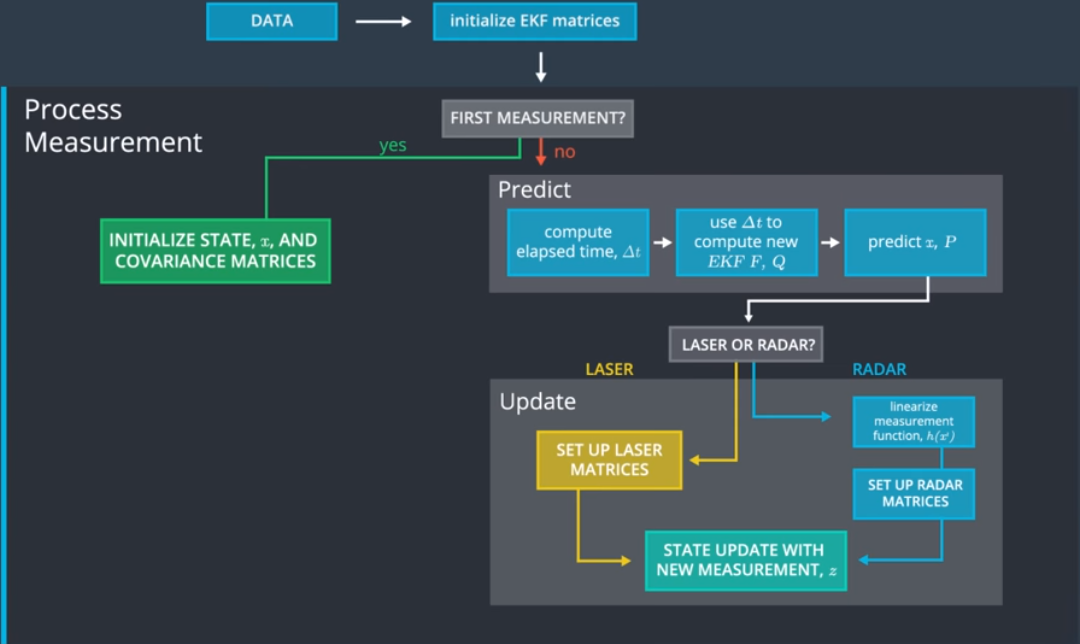 DATA
initialize EKF matrices
Process
Measurement
FIRST MEASUREMENT?
yes
no
INITIALIZE STATE, x, AND
COVARIANCE MATRICES
Predict
compute
elapsed time, Δt
use Δt to
compute new
EKF F, Q
predict x, P
LASER OR RADAR?
LASER
RADAR
Update
SET UP LASER
MATRICES
linearize
measurement
function, h(x')
SET UP RADAR
MATRICES
STATE UPDATE WITH
NEW MEASUREMENT, z